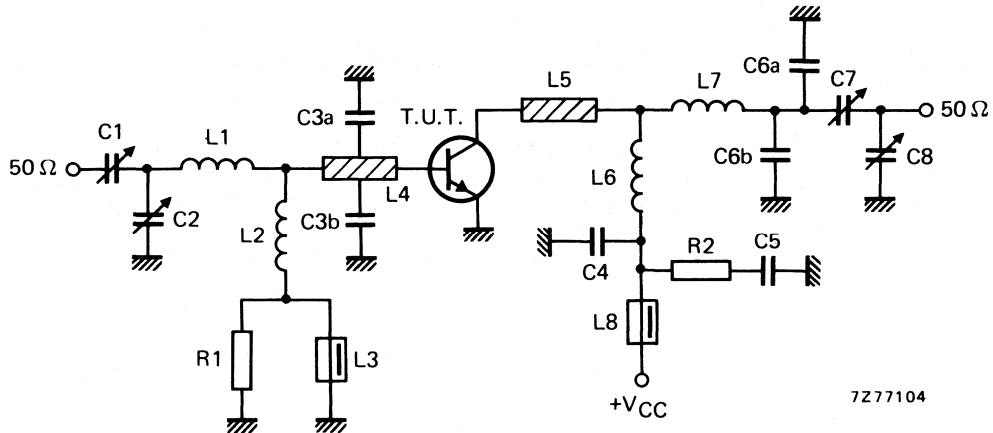 C6a
L5
L7
C7
C3a
T.U.T.
50 Ω
C1
L1
C6b
C8
50 Ω
L6
C2
L4
L2
C3b
R2
C5
C4
L8
R1
L3
+VCC
7Z77104